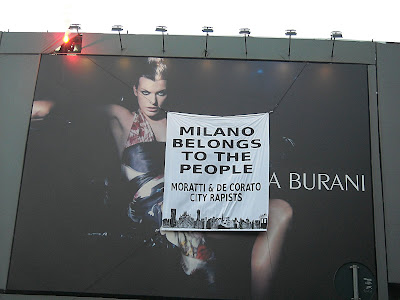 MILANO
BELONGS
TO THE
PEOPLE
MORATTI & DE CORATO
CITY RAPISTS
A BURANI